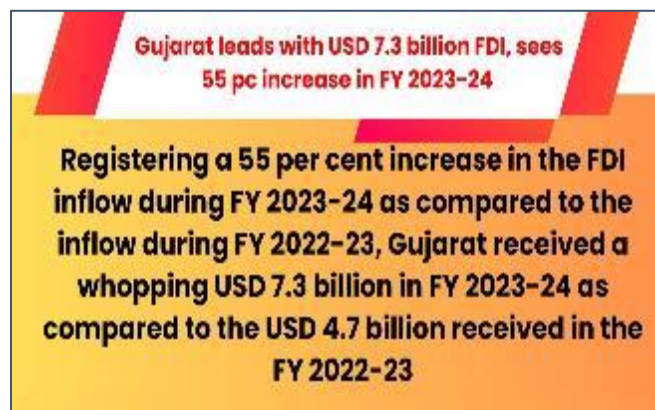 Gujarat leads with USD 7.3 billion FDI, sees
55 pc increase in FY 2023-24
Registering a 55 per cent increase in the FDI
inflow during FY 2023-24 as compared to the
inflow during FY 2022-23, Gujarat received a
whopping USD 7.3 billion in FY 2023-24 as
compared to the USD 4.7 billion received in the
FY 2022-23